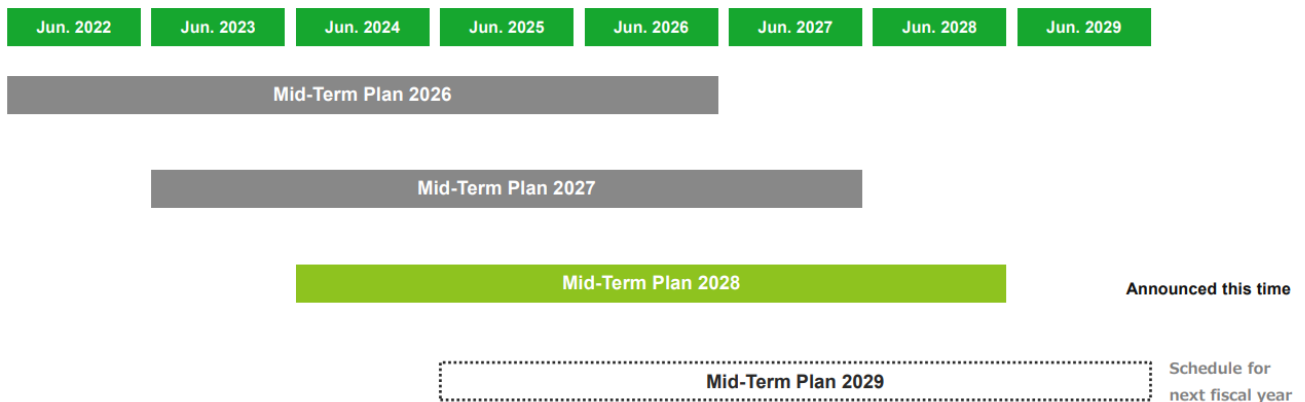 Jun. 2022 Jun. 2023 Jun. 2024 Jun. 2025 Jun. 2026 Jun. 2027 Jun. 2028 Jun. 2029
Mid-Term Plan 2026
Mid-Term Plan 2027
Mid-Term Plan 2028
Announced this time
Mid-Term Plan 2029
Schedule for
next fiscal year